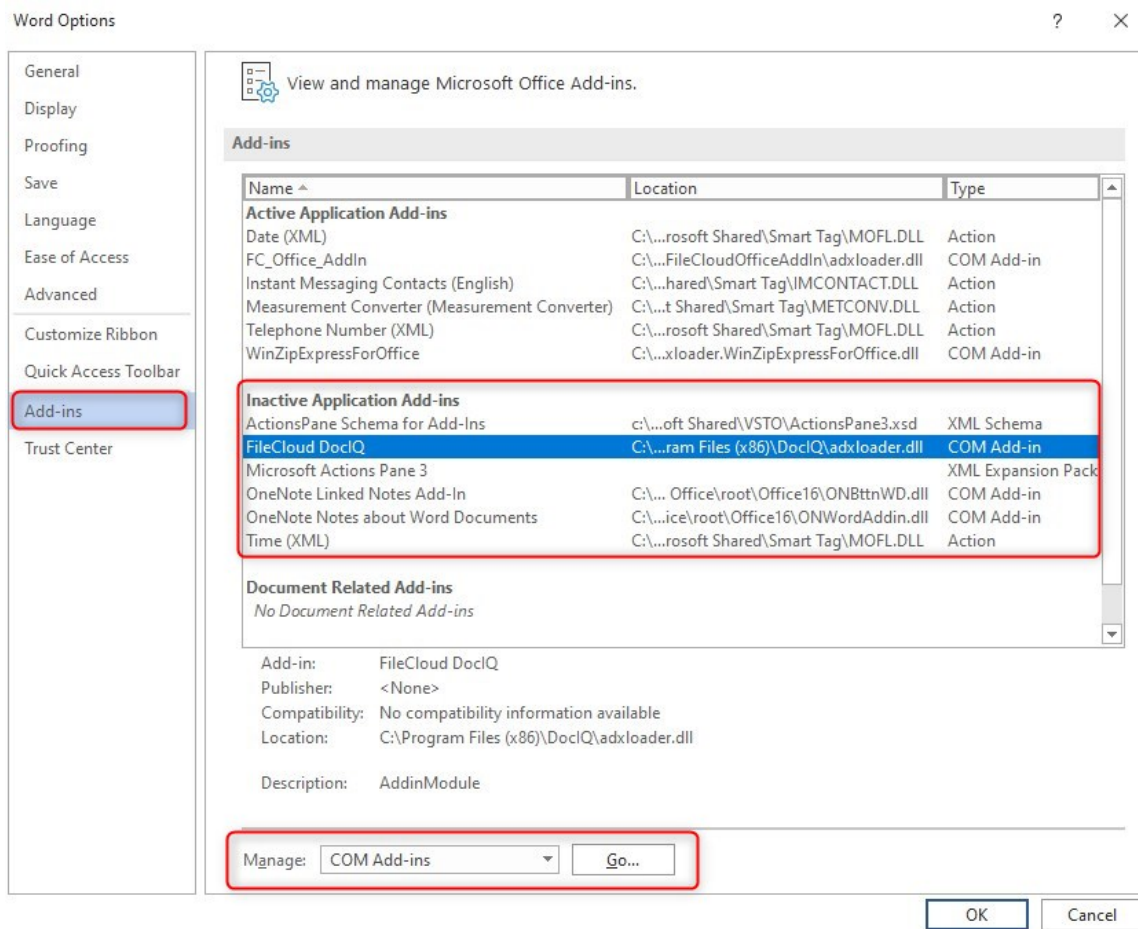 Word Options ?
General
Display
Proofing
Save
Language
Ease of Access
Advanced
Customize Ribbon
Quick Access Toolbar
Add-ins
Trust Center
View and manage Microsoft Office Add-ins.
Add-ins
Name Location Type
Active Application Add-ins
Date (XML) C:\...rosoft Shared\Smart Tag\MOFL.DLL Action
FC_Office_AddIn C:\...FileCloudOfficeAddIn\adxloader.dll COM Add-in
Instant Messaging Contacts (English) C:\...hared\Smart Tag\IMCONTACT.DLL Action
Measurement Converter (Measurement Converter) C:\...t Shared\Smart Tag\METCONV.DLL Action
Telephone Number (XML) C:\...rosoft Shared\Smart Tag\MOFL.DLL Action
WinZipExpressForOffice C:\...xloader.WinZipExpressForOffice.dll COM Add-in
Inactive Application Add-ins
ActionsPane Schema for Add-Ins c:\...oft Shared\VSTO\ActionsPane3.xsd XML Schema
FileCloud DocIQ C:\...ram Files (x86)\DocIQ\adxloader.dll COM Add-in
Microsoft Actions Pane 3 XML Expansion Pack
OneNote Linked Notes Add-In C:\... Office\root\Office16\ONBttnWD.dll COM Add-in
OneNote Notes about Word Documents C:\...ice\root\Office16\ONWordAddin.dll COM Add-in
Time (XML) C:\...rosoft Shared\Smart Tag\MOFL.DLL Action
Document Related Add-ins
No Document Related Add-ins
Add-in: FileCloud DocIQ
Publisher: <None>
Compatibility: No compatibility information available
Location: C:\Program Files (x86)\DocIQ\adxloader.dll
Description: AddinModule
Manage: COM Add-ins Go...
OK Cancel